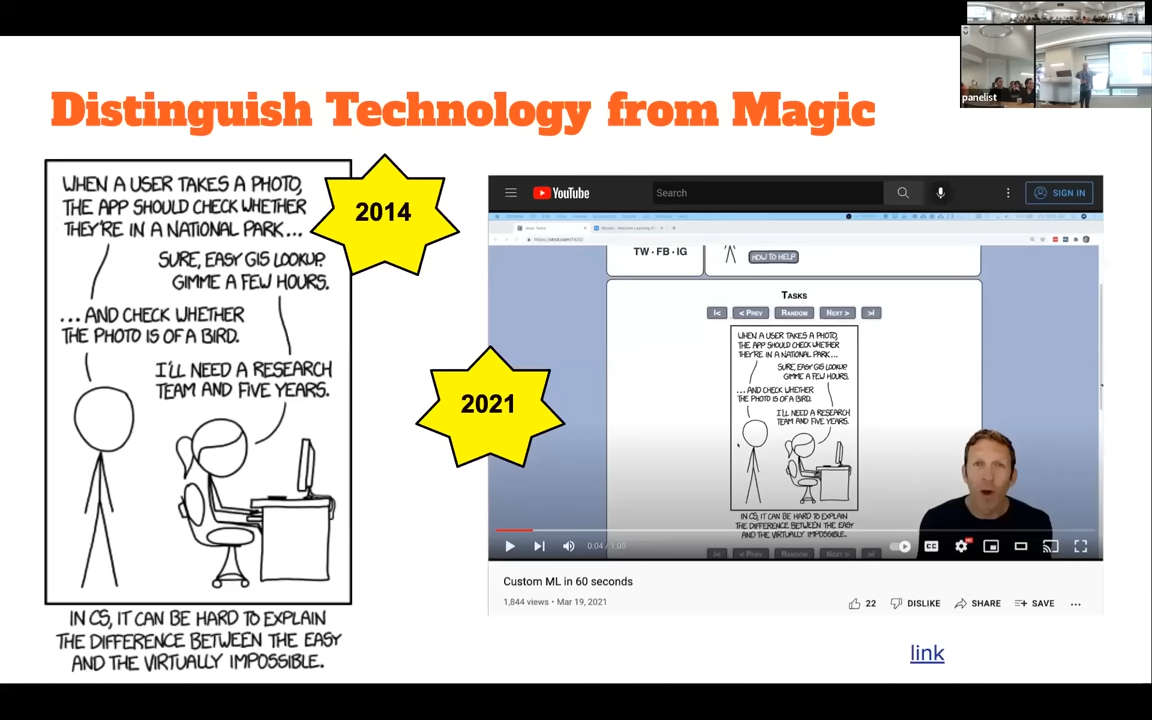 panelist
Distinguish Technology from Magic
WHEN A USER TAKES A PHOTO,
THE APP SHOULD CHECK WHETHER
THEY'RE IN A NATIONAL PARK...
SURE, EASY GIS LOOKUP.
GIMME A FEW HOURS.
...AND CHECK WHETHER
THE PHOTO IS OF A BIRD.
I'LL NEED A RESEARCH
TEAM AND FIVE YEARS.
IN CS, IT CAN BE HARD TO EXPLAIN
THE DIFFERENCE BETWEEN THE EASY
AND THE VIRTUALLY IMPOSSIBLE.
2014
2021
YouTube
Search
SIGN IN
TW · FB · IG
HOW TO HELP
TASKS
|< < PREV RANDOM NEXT > >|
WHEN A USER TAKES A PHOTO,
THE APP SHOULD CHECK WHETHER
THEY'RE IN A NATIONAL PARK...
SURE, EASY GIS LOOKUP.
GIMME A FEW HOURS.
...AND CHECK WHETHER
THE PHOTO IS OF A BIRD.
I'LL NEED A RESEARCH
TEAM AND FIVE YEARS.
IN CS, IT CAN BE HARD TO EXPLAIN
THE DIFFERENCE BETWEEN THE EASY
AND THE VIRTUALLY IMPOSSIBLE.
|< < PREV RANDOM NEXT > >|
0:04 / 1:08
CC
HD
Custom ML in 60 seconds
1,844 views • Mar 19, 2021
22 DISLIKE SHARE SAVE ...
link